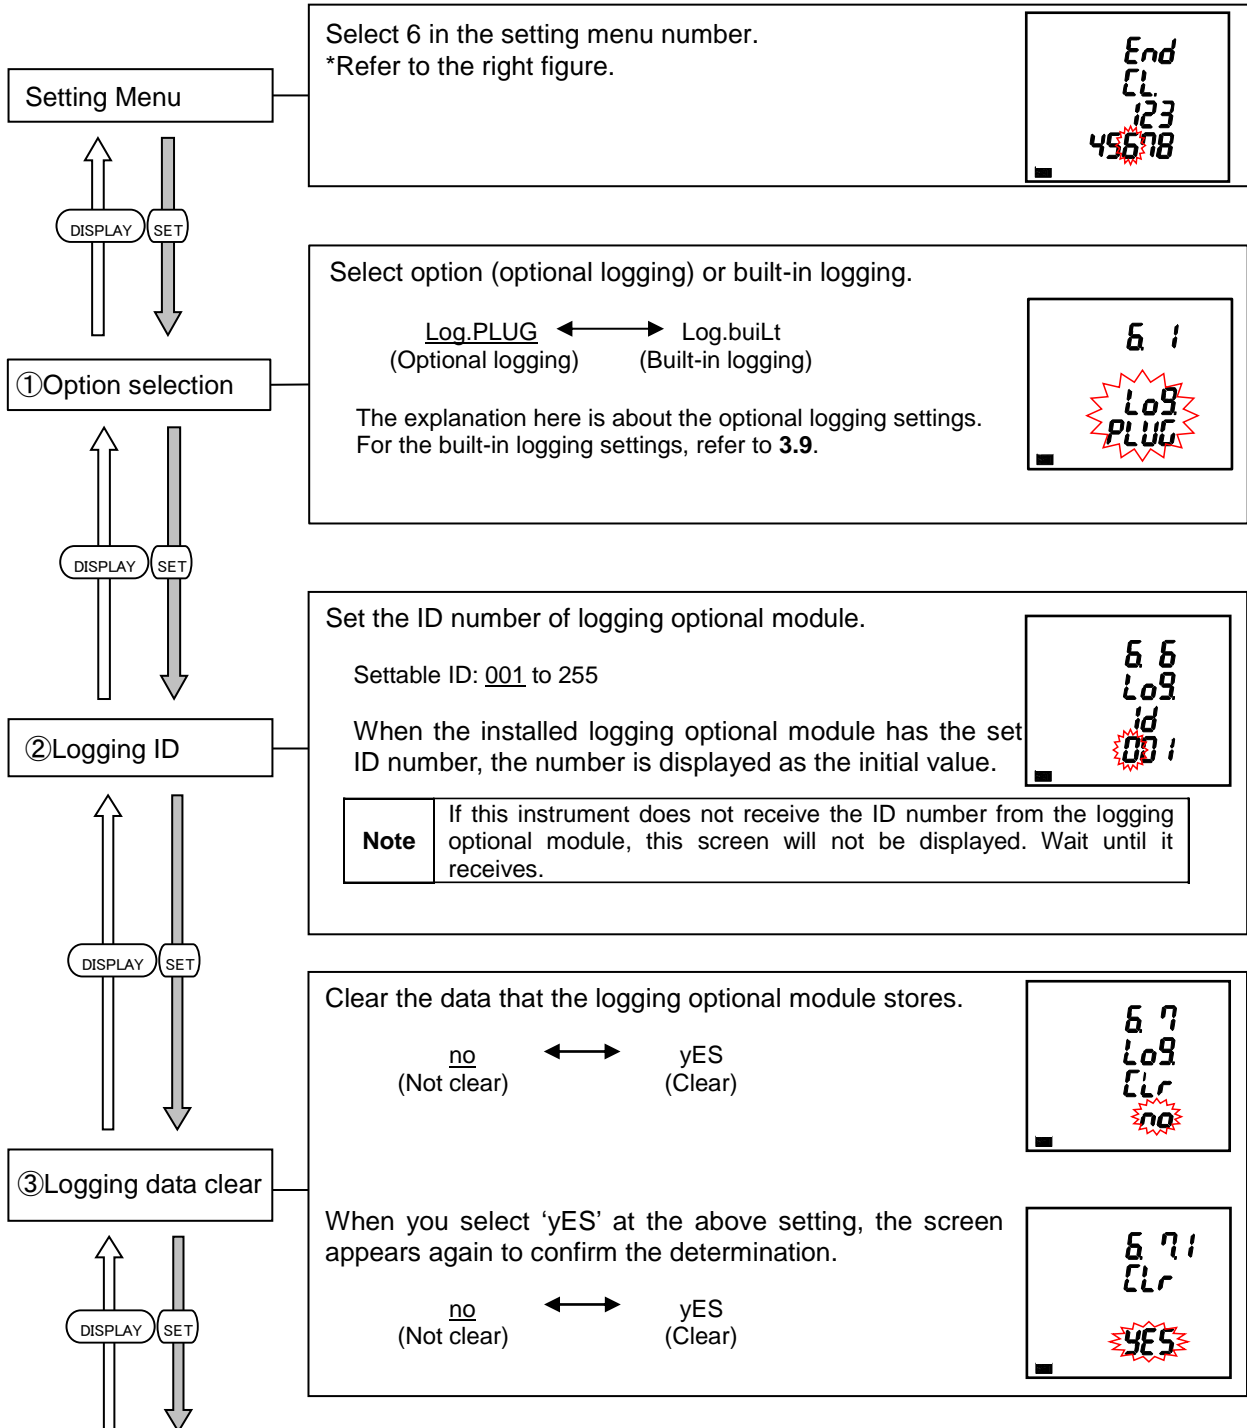 Select 6 in the setting menu number.
*Refer to the right figure.
End
CL.
123
45678
Setting Menu
DISPLAY SET
Select option (optional logging) or built-in logging.
Log.PLUG Log.buiLt
(Optional logging) (Built-in logging)
The explanation here is about the optional logging settings.
For the built-in logging settings, refer to 3.9.
6. 1
Log.
PLUG
①Option selection
DISPLAY SET
Set the ID number of logging optional module.
Settable ID: 001 to 255
When the installed logging optional module has the set
ID number, the number is displayed as the initial value.
Note
If this instrument does not receive the ID number from the logging
optional module, this screen will not be displayed. Wait until it
receives.
6. 6
Log.
id
001
②Logging ID
DISPLAY SET
Clear the data that the logging optional module stores.
no yES
(Not clear) (Clear)
6. 7
Log.
CLr
no
③Logging data clear
When you select ‘yES’ at the above setting, the screen
appears again to confirm the determination.
no yES
(Not clear) (Clear)
6. 7.1
CLr
yES
DISPLAY SET